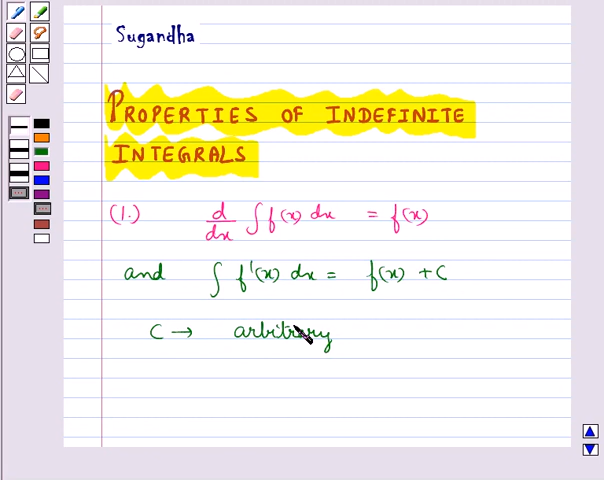 Sugandha
PROPERTIES OF INDEFINITE
INTEGRALS
(1.) d/dx ∫ f(x) dx = f(x)
and ∫ f'(x) dx = f(x) + C
C → arbitrary